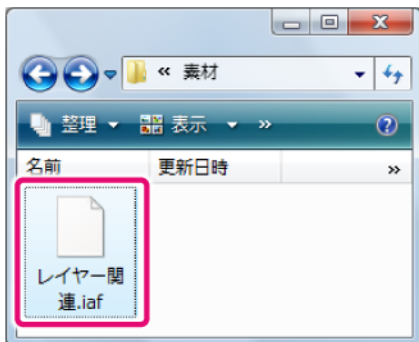 « 素材
整理 表示 »
名前 更新日時 »
レイヤー関
連.iaf